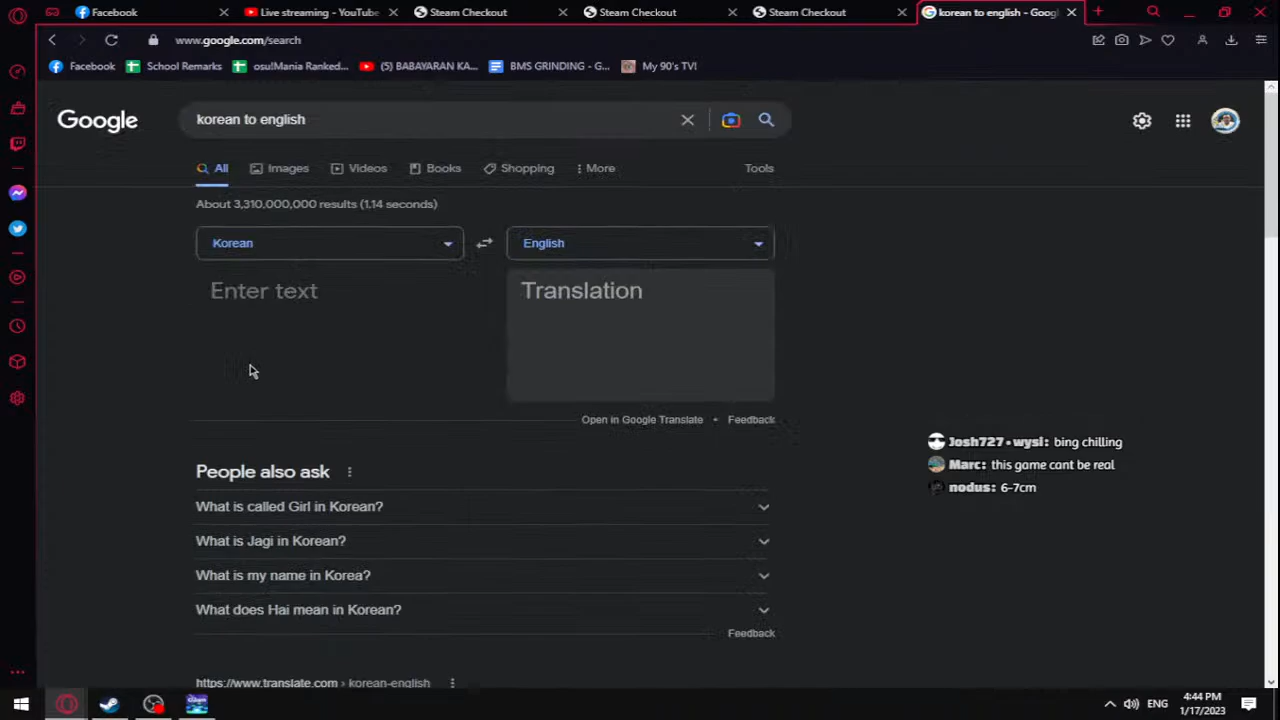 Facebook
Live streaming - YouTube
Steam Checkout
Steam Checkout
Steam Checkout
korean to english - Goog
www.google.com/search
Facebook
School Remarks
osu!Mania Ranked...
(5) BABAYARAN KA...
BMS GRINDING - G...
My 90's TV!
Google
korean to english
All
Images
Videos
Books
Shopping
More
Tools
About 3,310,000,000 results (1.14 seconds)
Korean
English
Enter text
Translation
Open in Google Translate • Feedback
Josh727 • wysi: bing chilling
Marc: this game cant be real
nodus: 6-7cm
People also ask
What is called Girl in Korean?
What is Jagi in Korean?
What is my name in Korea?
What does Hai mean in Korean?
Feedback
https://www.translate.com › korean-english
ENG
4:44 PM
1/17/2023